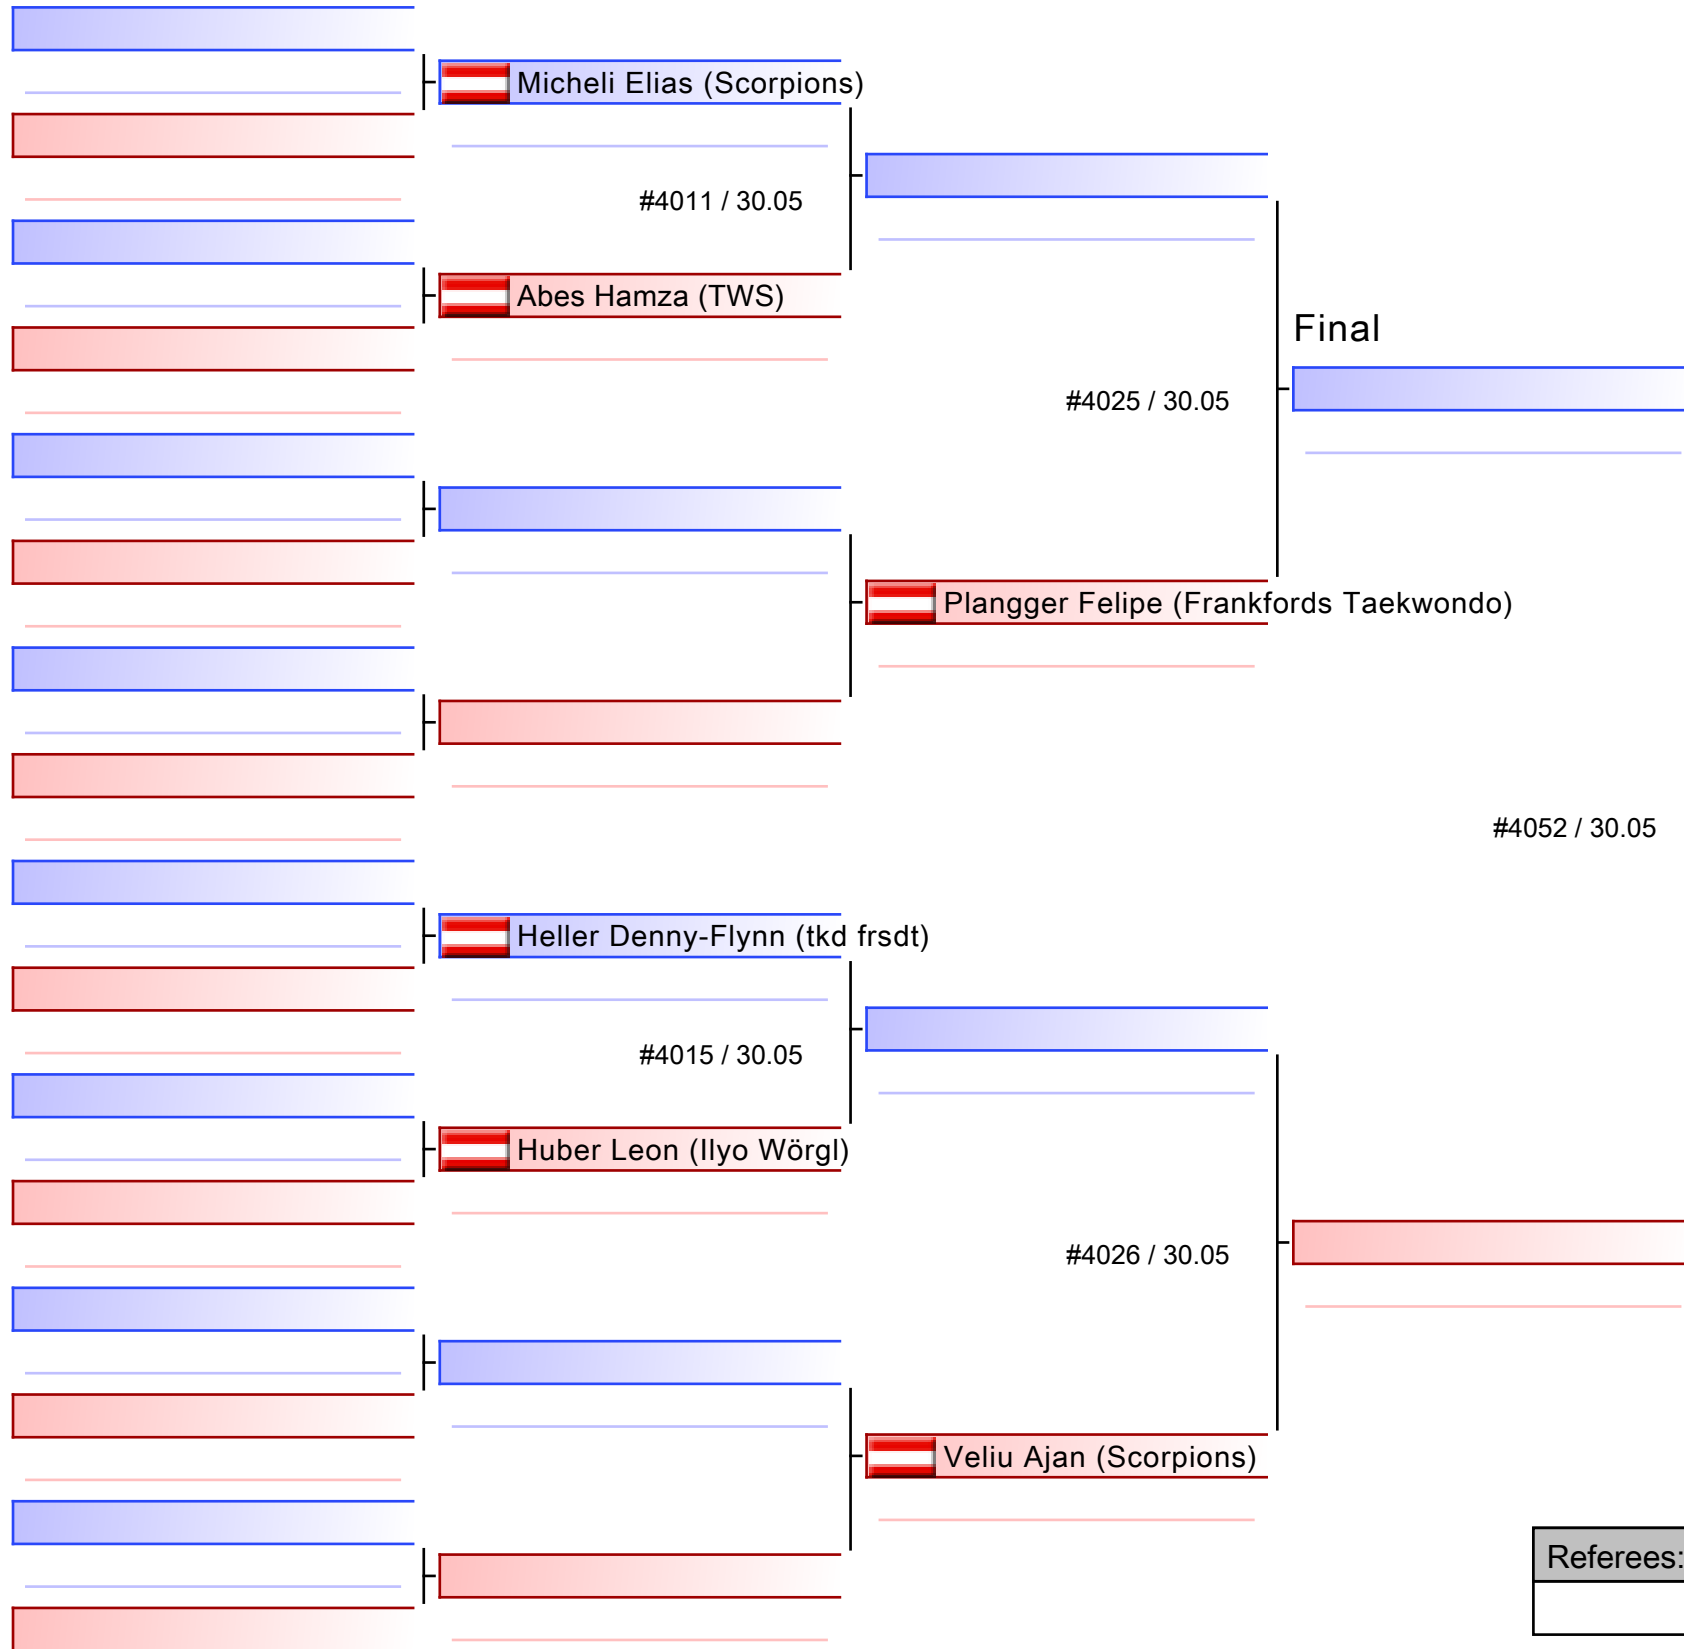 Micheli Elias (Scorpions)
#4011 / 30.05
Abes Hamza (TWS)
Final
#4025 / 30.05
Plangger Felipe (Frankfords Taekwondo)
#4052 / 30.05
Heller Denny-Flynn (tkd frsdt)
#4015 / 30.05
Huber Leon (Ilyo Wörgl)
#4026 / 30.05
Veliu Ajan (Scorpions)
Referees: